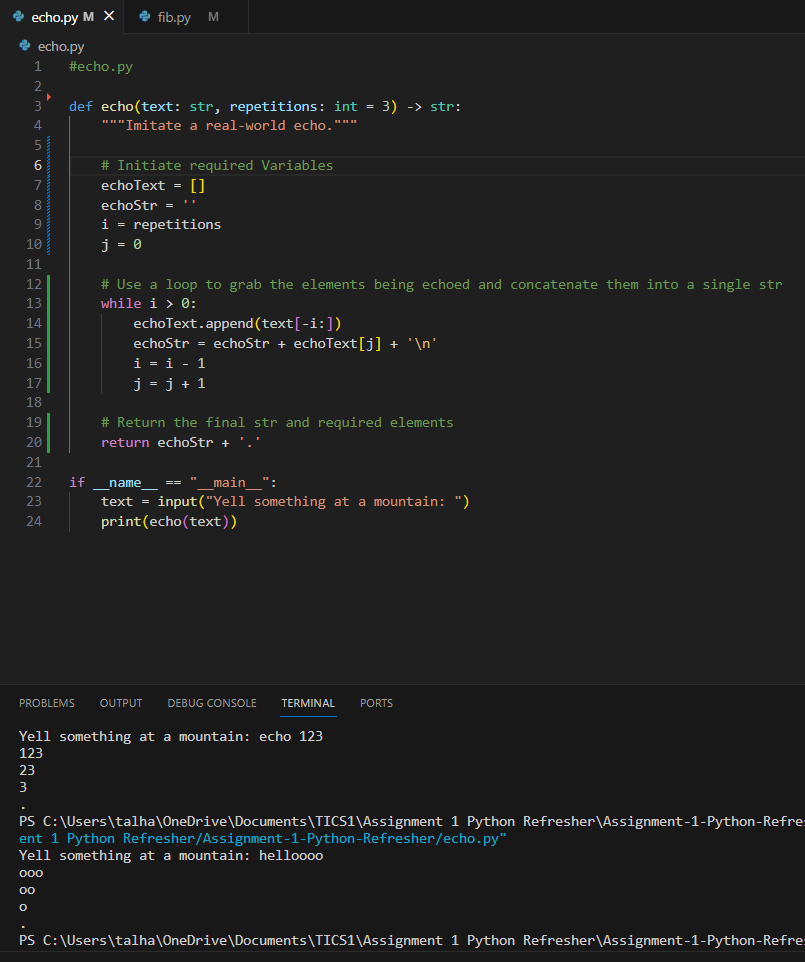 echo.py M ✕ fib.py M
echo.py
1 #echo.py
2
3 def echo(text: str, repetitions: int = 3) -> str:
4 """Imitate a real-world echo."""
5
6 # Initiate required Variables
7 echoText = []
8 echoStr = ''
9 i = repetitions
10 j = 0
11
12 # Use a loop to grab the elements being echoed and concatenate them into a single str
13 while i > 0:
14 echoText.append(text[-i:])
15 echoStr = echoStr + echoText[j] + '\n'
16 i = i - 1
17 j = j + 1
18
19 # Return the final str and required elements
20 return echoStr + '.'
21
22 if __name__ == "__main__":
23 text = input("Yell something at a mountain: ")
24 print(echo(text))
PROBLEMS OUTPUT DEBUG CONSOLE TERMINAL PORTS
Yell something at a mountain: echo 123
123
23
3
.
PS C:\Users\talha\OneDrive\Documents\TICS1\Assignment 1 Python Refresher\Assignment-1-Python-Refres
ent 1 Python Refresher/Assignment-1-Python-Refresher/echo.py"
Yell something at a mountain: helloooo
ooo
oo
o
.
PS C:\Users\talha\OneDrive\Documents\TICS1\Assignment 1 Python Refresher\Assignment-1-Python-Refres